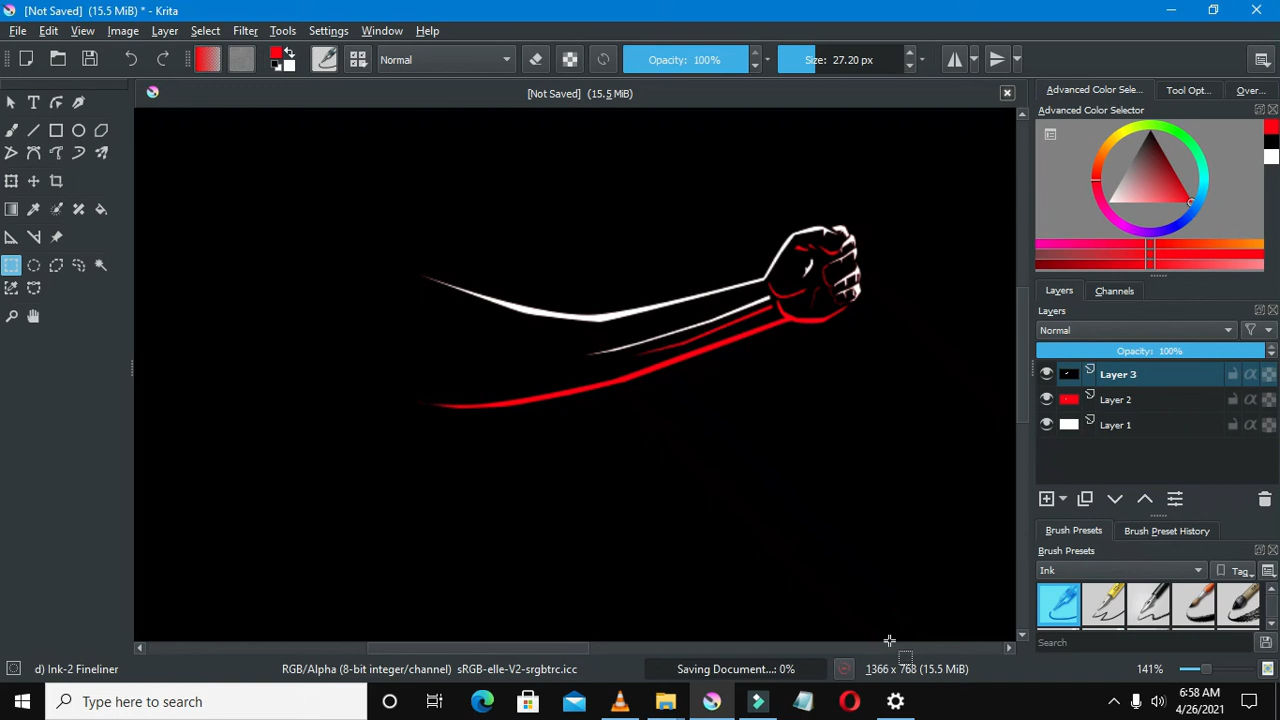 [Not Saved] (15.5 MiB) * - Krita
File Edit View Image Layer Select Filter Tools Settings Window Help
Normal Opacity: 100% Size: 27.20 px
[Not Saved] (15.5 MiB)
Advanced Color Sele... Tool Opt... Over...
Advanced Color Selector
Layers Channels
Layers
Normal
Opacity: 100%
Layer 3
Layer 2
Layer 1
Brush Presets Brush Preset History
Brush Presets
Ink Tag
Search
d) Ink-2 Fineliner RGB/Alpha (8-bit integer/channel) sRGB-elle-V2-srgbtrc.icc Saving Document...: 0% 1366 x 768 (15.5 MiB) 141%
Type here to search
6:58 AM
4/26/2021